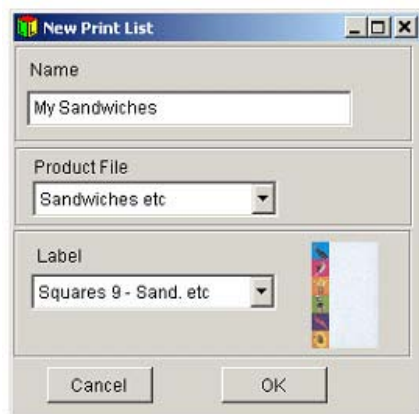 New Print List
Name
My Sandwiches
Product File
Sandwiches etc
Label
Squares 9 - Sand. etc
Cancel OK